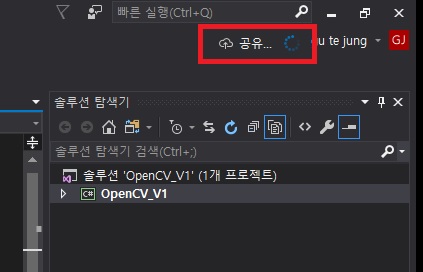 빠른 실행(Ctrl+Q)
공유...
u te jung
GJ
솔루션 탐색기
솔루션 탐색기 검색(Ctrl+;)
솔루션 'OpenCV_V1' (1개 프로젝트)
C# OpenCV_V1